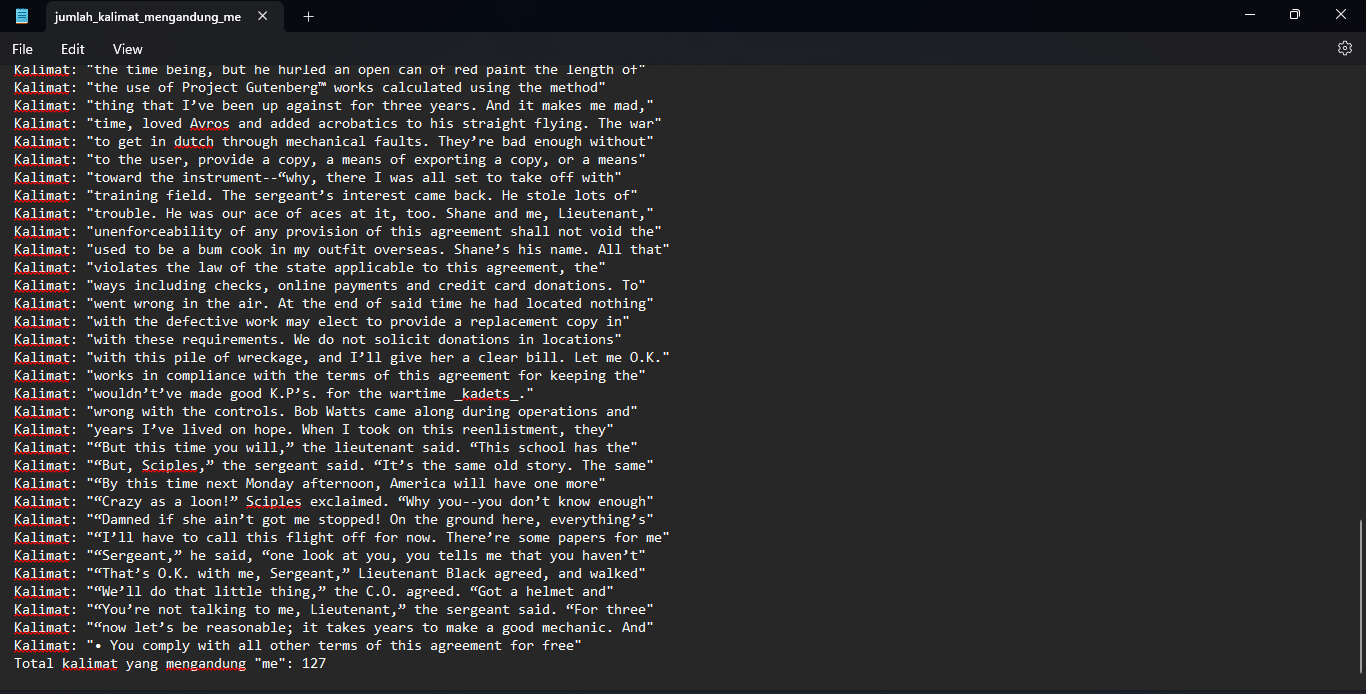 jumlah_kalimat_mengandung_me
File Edit View
Kalimat: "the time being, but he hurled an open can of red paint the length of"
Kalimat: "the use of Project Gutenberg™ works calculated using the method"
Kalimat: "thing that I’ve been up against for three years. And it makes me mad,"
Kalimat: "time, loved Avros and added acrobatics to his straight flying. The war"
Kalimat: "to get in dutch through mechanical faults. They’re bad enough without"
Kalimat: "to the user, provide a copy, a means of exporting a copy, or a means"
Kalimat: "toward the instrument--“why, there I was all set to take off with"
Kalimat: "training field. The sergeant’s interest came back. He stole lots of"
Kalimat: "trouble. He was our ace of aces at it, too. Shane and me, Lieutenant,"
Kalimat: "unenforceability of any provision of this agreement shall not void the"
Kalimat: "used to be a bum cook in my outfit overseas. Shane’s his name. All that"
Kalimat: "violates the law of the state applicable to this agreement, the"
Kalimat: "ways including checks, online payments and credit card donations. To"
Kalimat: "went wrong in the air. At the end of said time he had located nothing"
Kalimat: "with the defective work may elect to provide a replacement copy in"
Kalimat: "with these requirements. We do not solicit donations in locations"
Kalimat: "with this pile of wreckage, and I’ll give her a clear bill. Let me O.K."
Kalimat: "works in compliance with the terms of this agreement for keeping the"
Kalimat: "wouldn’t’ve made good K.P’s. for the wartime _kadets_."
Kalimat: "wrong with the controls. Bob Watts came along during operations and"
Kalimat: "years I’ve lived on hope. When I took on this reenlistment, they"
Kalimat: "“But this time you will,” the lieutenant said. “This school has the"
Kalimat: "“But, Sciples,” the sergeant said. “It’s the same old story. The same"
Kalimat: "“By this time next Monday afternoon, America will have one more"
Kalimat: "“Crazy as a loon!” Sciples exclaimed. “Why you--you don’t know enough"
Kalimat: "“Damned if she ain’t got me stopped! On the ground here, everything’s"
Kalimat: "“I’ll have to call this flight off for now. There’re some papers for me"
Kalimat: "“Sergeant,” he said, “one look at you, you tells me that you haven’t"
Kalimat: "“That’s O.K. with me, Sergeant,” Lieutenant Black agreed, and walked"
Kalimat: "“We’ll do that little thing,” the C.O. agreed. “Got a helmet and"
Kalimat: "“You’re not talking to me, Lieutenant,” the sergeant said. “For three"
Kalimat: "“now let’s be reasonable; it takes years to make a good mechanic. And"
Kalimat: "• You comply with all other terms of this agreement for free"
Total kalimat yang mengandung "me": 127